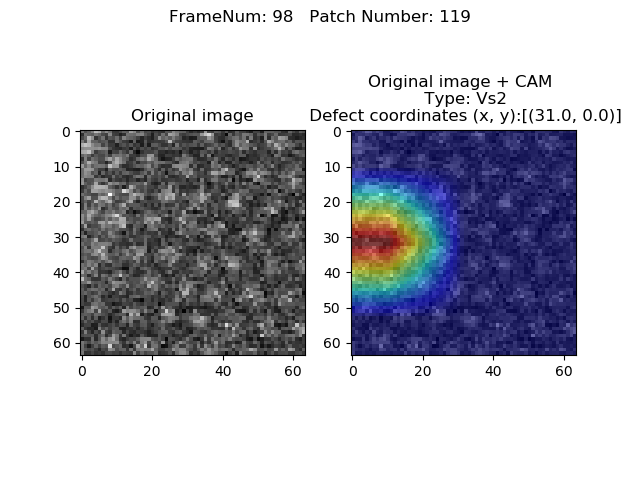 FrameNum: 98   Patch Number: 119
Original image
Original image + CAM
Type: Vs2
Defect coordinates (x, y):[(31.0, 0.0)]
0
10
20
30
40
50
60
0 20 40 60
0
10
20
30
40
50
60
0 20 40 60